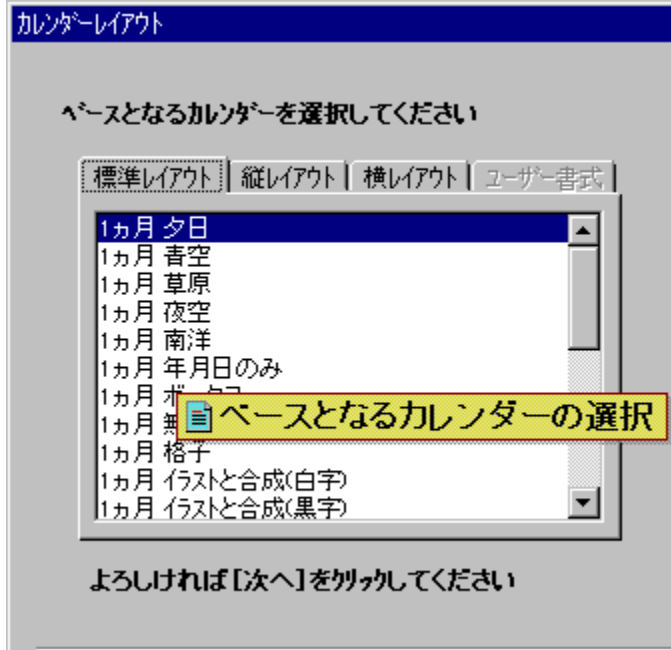 カレンダーレイアウト
ベースとなるカレンダーを選択してください
標準レイアウト 縦レイアウト 横レイアウト ユーザー書式
1ヵ月 夕日
1ヵ月 青空
1ヵ月 草原
1ヵ月 夜空
1ヵ月 南洋
1ヵ月 年月日のみ
1ヵ月
1ヵ月
ベースとなるカレンダーの選択
1ヵ月 格子
1ヵ月 イラストと合成(白字)
1ヵ月 イラストと合成(黒字)
よろしければ[次へ]をクリックしてください